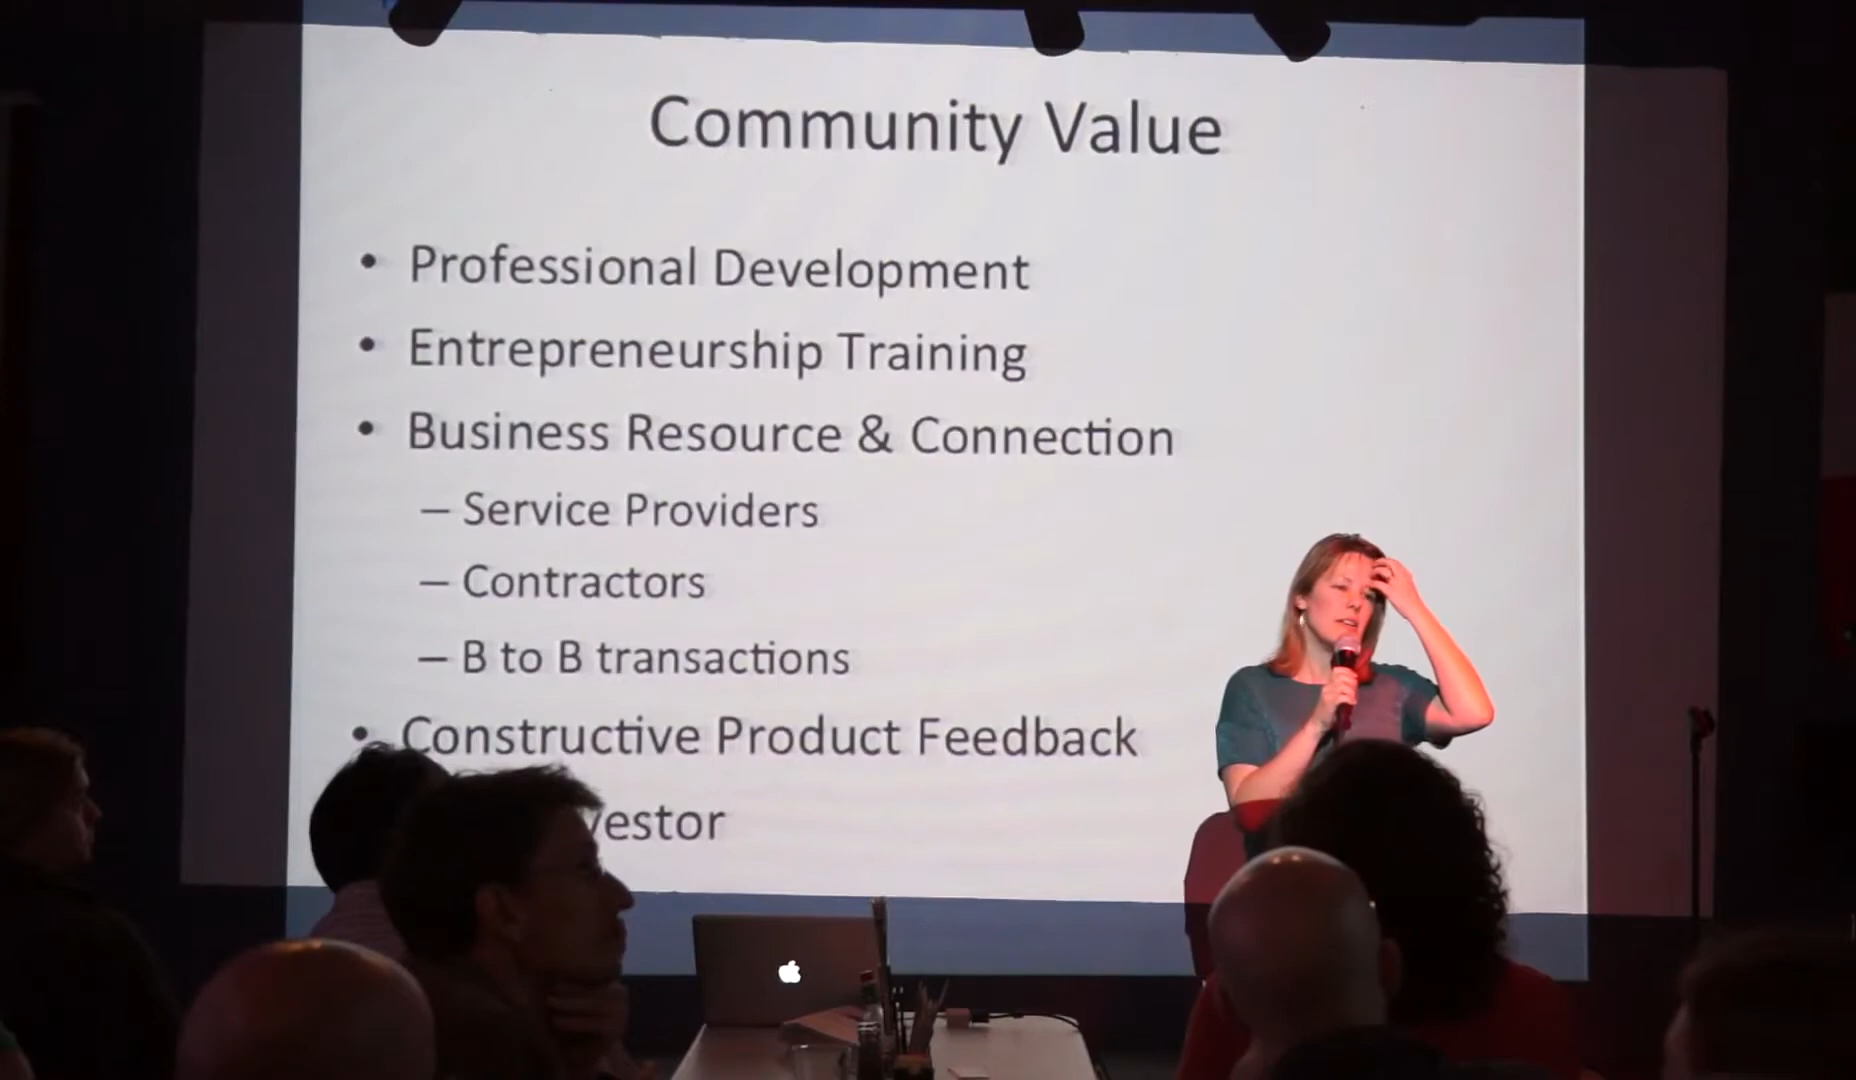 Community Value
• Professional Development
• Entrepreneurship Training
• Business Resource & Connection
– Service Providers
– Contractors
– B to B transactions
• Constructive Product Feedback